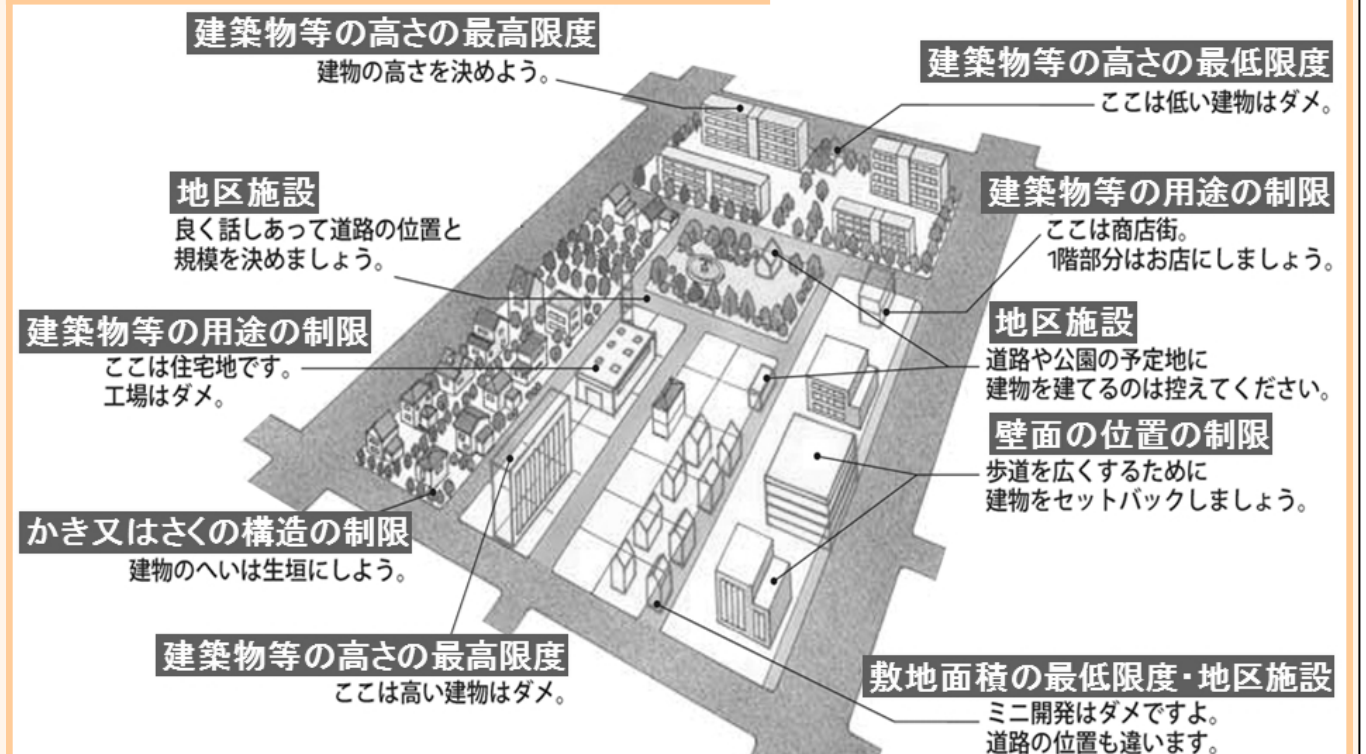 建築物等の高さの最高限度
建物の高さを決めよう。
建築物等の高さの最低限度
ここは低い建物はダメ。
地区施設
良く話しあって道路の位置と
規模を決めましょう。
建築物等の用途の制限
ここは商店街。
1階部分はお店にしましょう。
建築物等の用途の制限
ここは住宅地です。
工場はダメ。
地区施設
道路や公園の予定地に
建物を建てるのは控えてください。
壁面の位置の制限
歩道を広くするために
建物をセットバックしましょう。
かき又はさくの構造の制限
建物のへいは生垣にしよう。
建築物等の高さの最高限度
ここは高い建物はダメ。
敷地面積の最低限度・地区施設
ミニ開発はダメですよ。
道路の位置も違います。